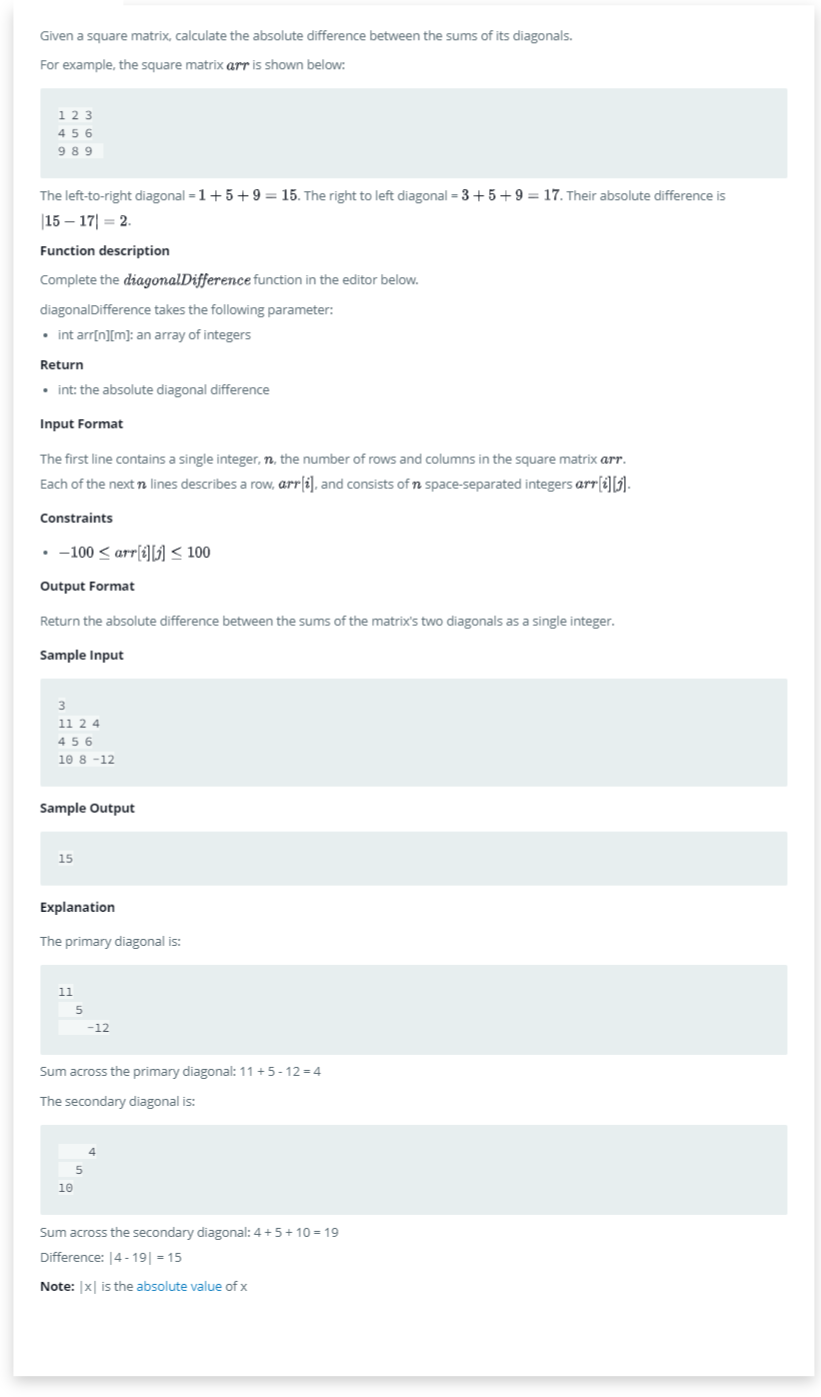 Given a square matrix, calculate the absolute difference between the sums of its diagonals.
For example, the square matrix arr is shown below:
1 2 3
4 5 6
9 8 9
The left-to-right diagonal = 1 + 5 + 9 = 15. The right to left diagonal = 3 + 5 + 9 = 17. Their absolute difference is
|15 − 17| = 2.
Function description
Complete the diagonalDifference function in the editor below.
diagonalDifference takes the following parameter:
• int arr[n][m]: an array of integers
Return
• int: the absolute diagonal difference
Input Format
The first line contains a single integer, n, the number of rows and columns in the square matrix arr.
Each of the next n lines describes a row, arr[i], and consists of n space-separated integers arr[i][j].
Constraints
• −100 ≤ arr[i][j] ≤ 100
Output Format
Return the absolute difference between the sums of the matrix's two diagonals as a single integer.
Sample Input
3
11 2 4
4 5 6
10 8 -12
Sample Output
15
Explanation
The primary diagonal is:
11
5
-12
Sum across the primary diagonal: 11 + 5 - 12 = 4
The secondary diagonal is:
4
5
10
Sum across the secondary diagonal: 4 + 5 + 10 = 19
Difference: |4 - 19| = 15
Note: |x| is the absolute value of x